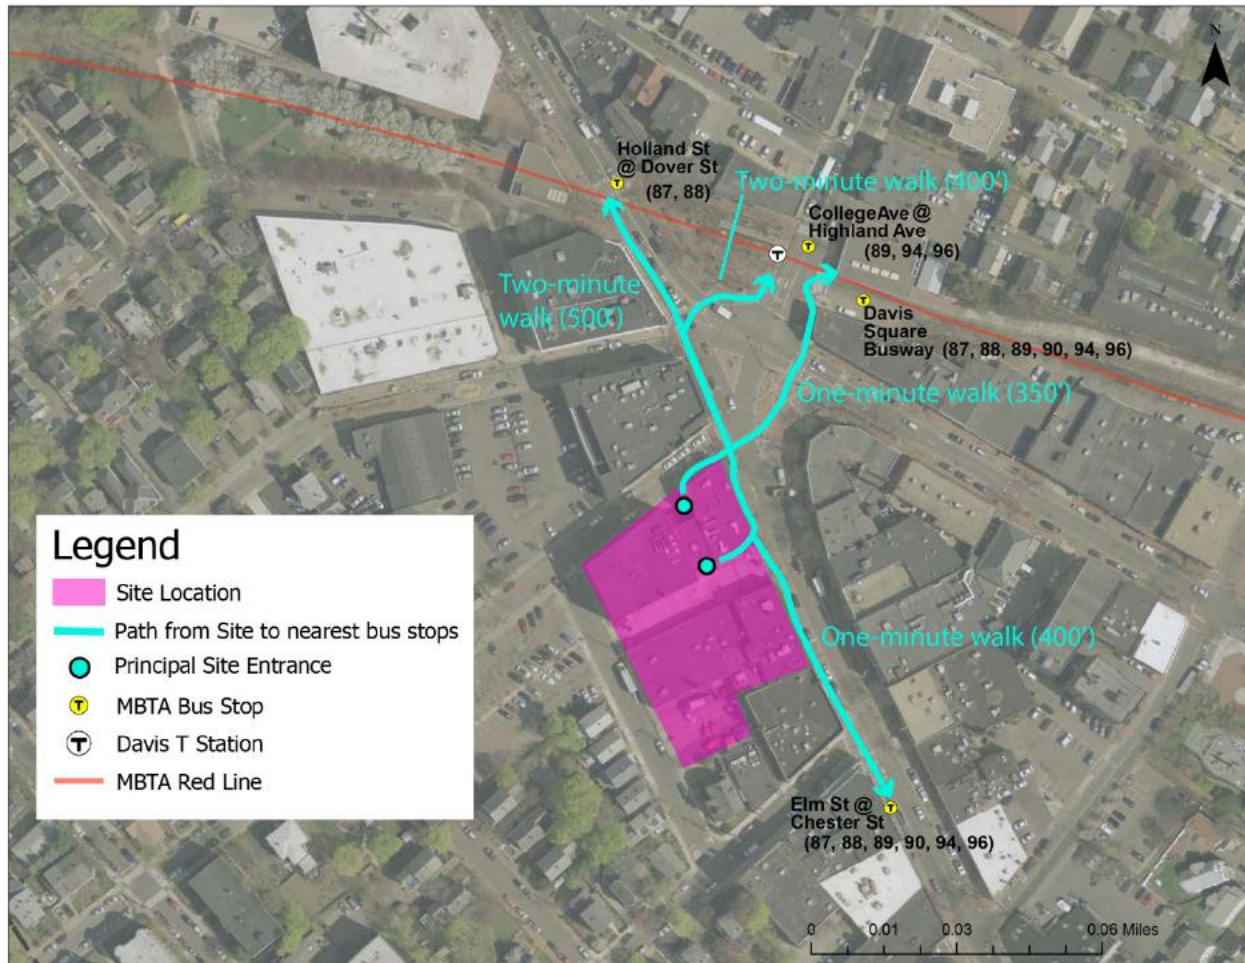 N
Holland St
@ Dover St
(87, 88)
Two-minute walk (400')
CollegeAve @
Highland Ave
(89, 94, 96)
Two-minute
walk (500')
Davis
Square
Busway (87, 88, 89, 90, 94, 96)
One-minute walk (350')
Legend
Site Location
Path from Site to nearest bus stops
Principal Site Entrance
T MBTA Bus Stop
T Davis T Station
MBTA Red Line
One-minute walk (400')
Elm St @
Chester St
(87, 88, 89, 90, 94, 96)
0 0.01 0.03 0.06 Miles